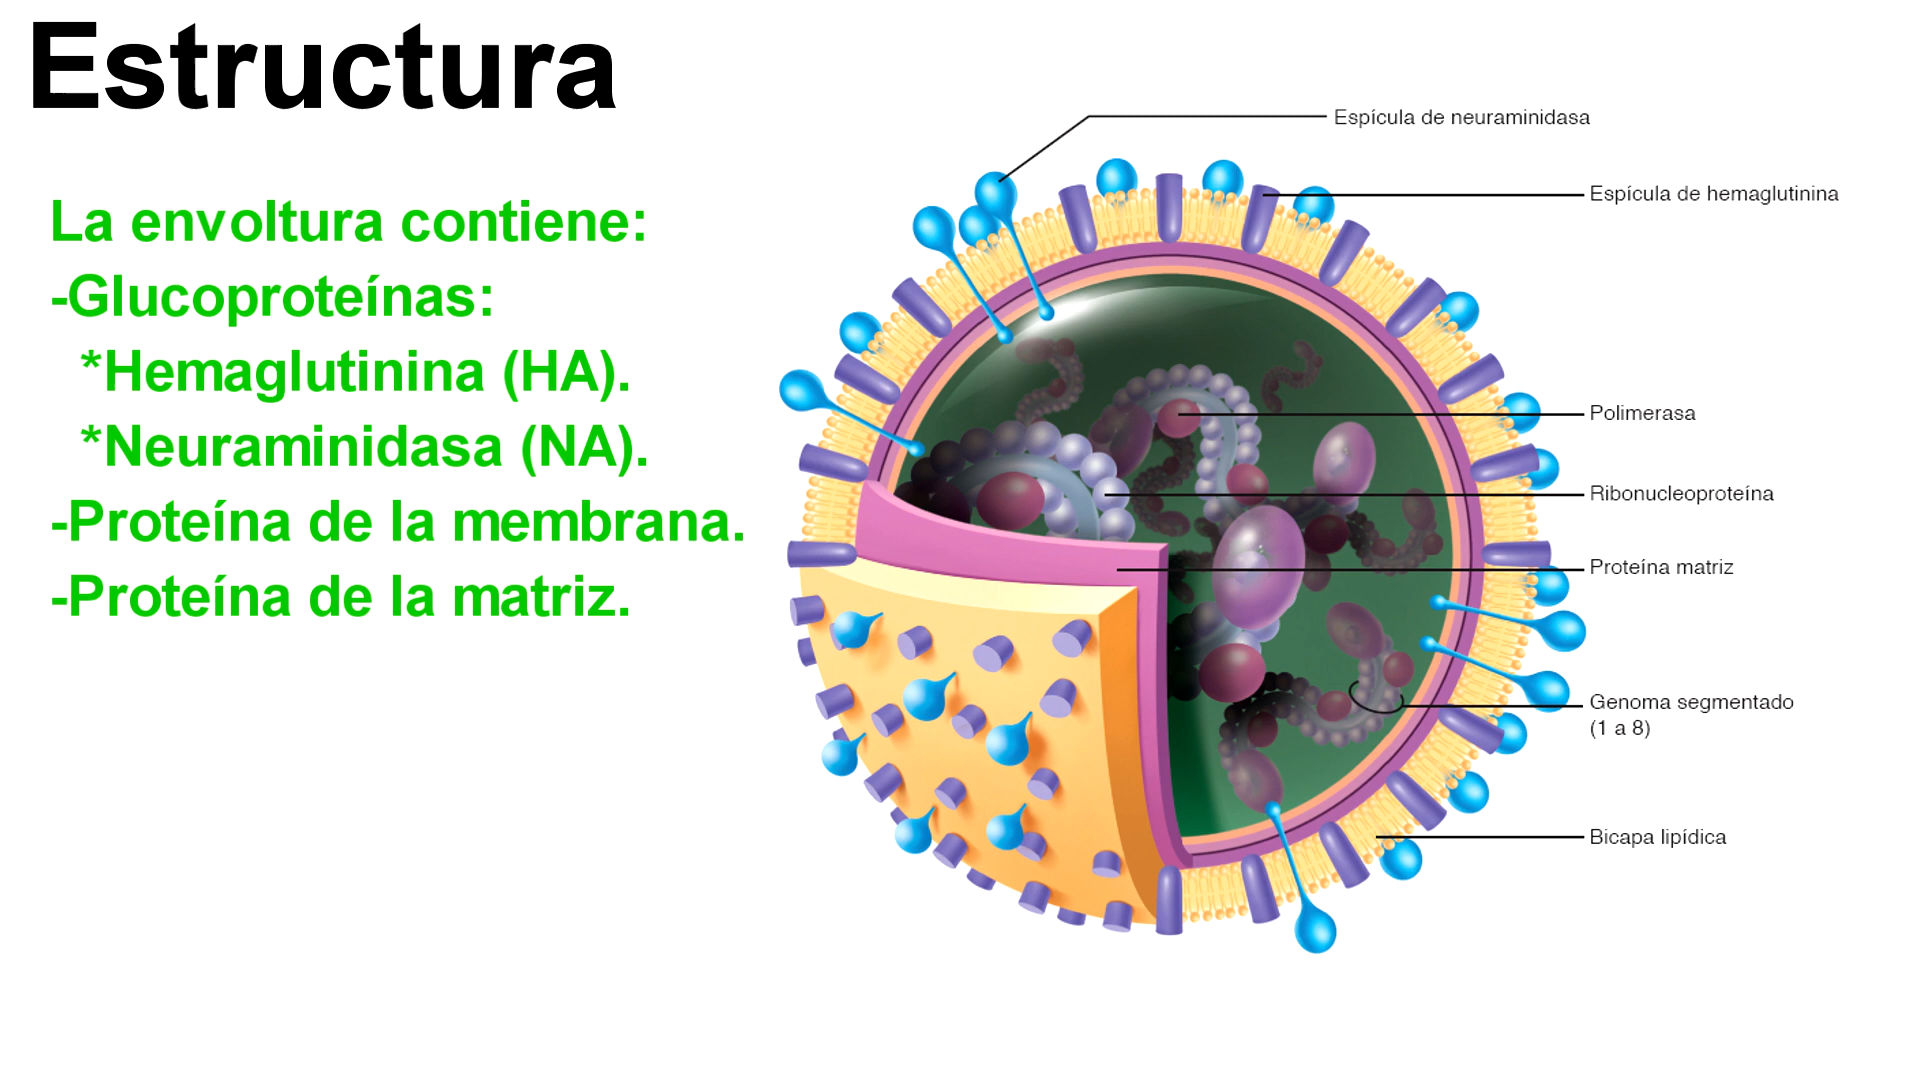 Estructura
La envoltura contiene:
-Glucoproteínas:
*Hemaglutinina (HA).
*Neuraminidasa (NA).
-Proteína de la membrana.
-Proteína de la matriz.
Espícula de neuraminidasa
Espícula de hemaglutinina
Polimerasa
Ribonucleoproteína
Proteína matriz
Genoma segmentado
(1 a 8)
Bicapa lipídica